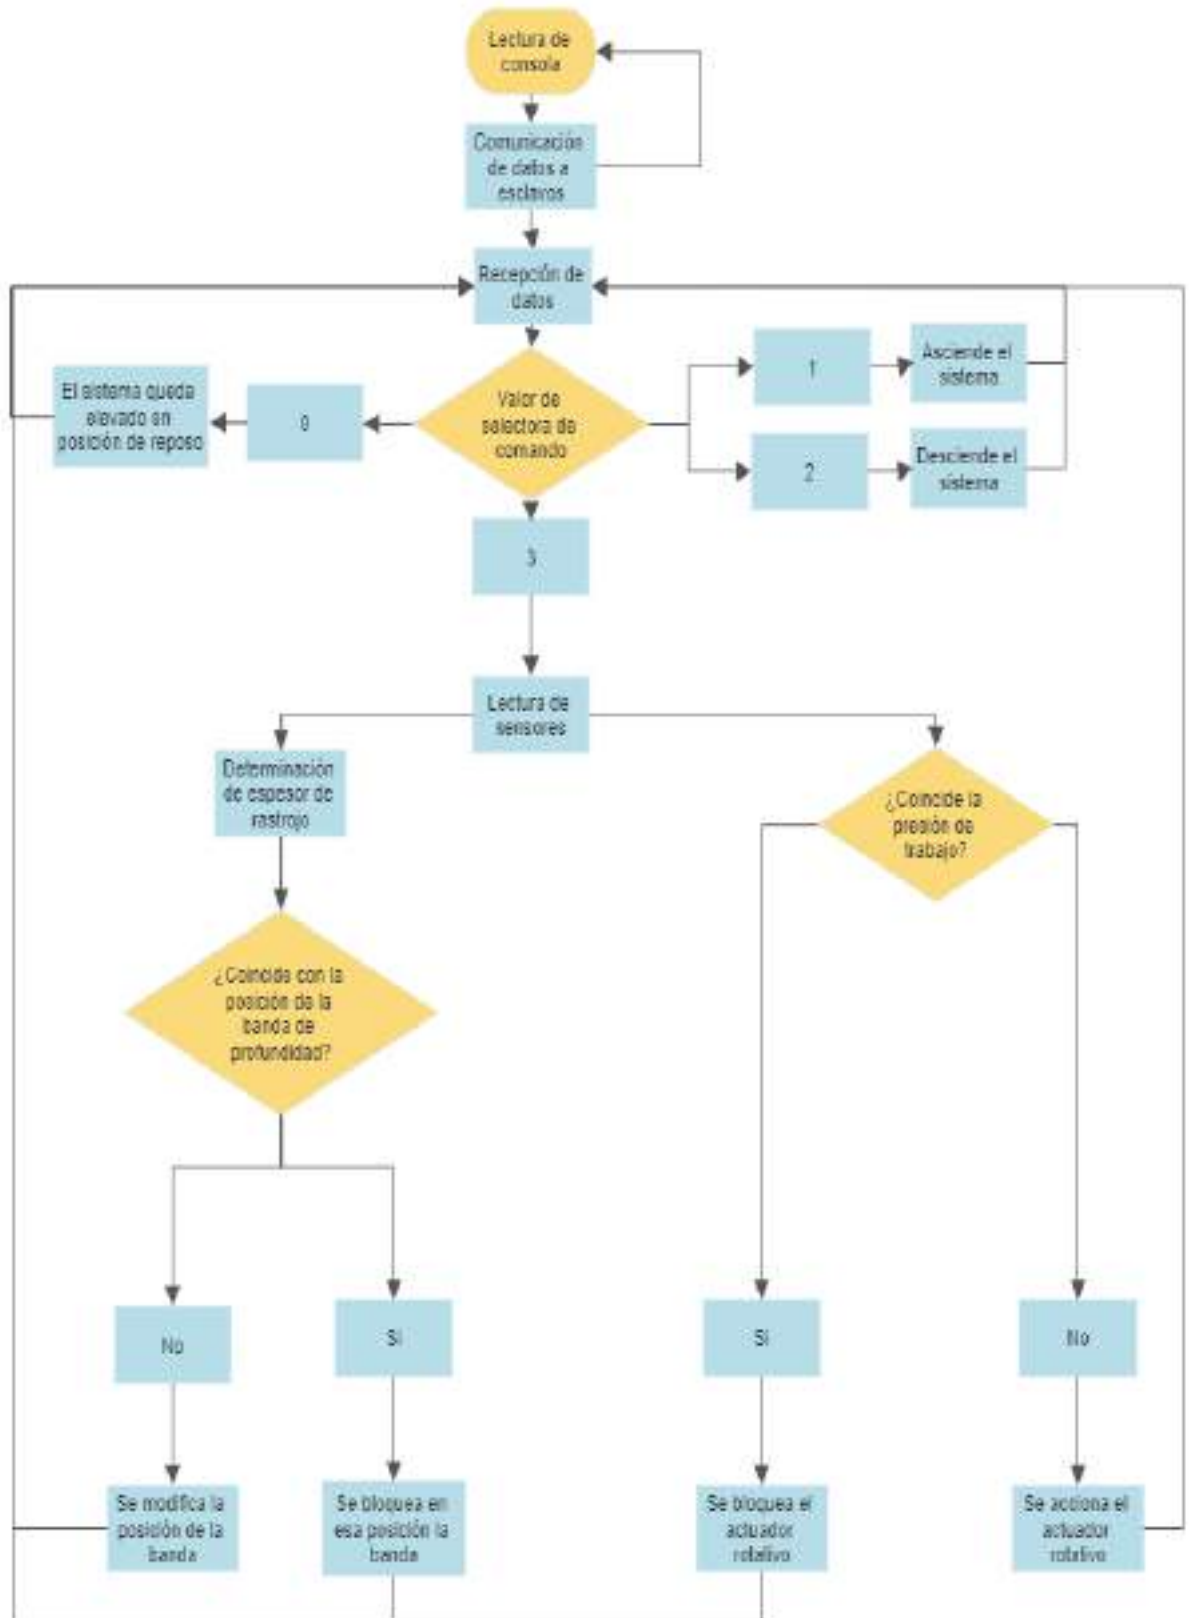 Lectura de
consola
Comunicación
de datos a
esclavos
Recepción de
datos
Valor de
selectora de
comando
0
El sistema queda
elevado en
posición de reposo
1
Asciende el
sistema
2
Desciende el
sistema
3
Lectura de
sensores
Determinación
de espesor de
rastrojo
¿Coincide la
presión de
trabajo?
¿Coincide con la
posición de la
banda de
profundidad?
No
Si
Si
No
Se modifica la
posición de la
banda
Se bloquea en
esa posición la
banda
Se bloquea el
actuador
rotativo
Se acciona el
actuador
rotativo